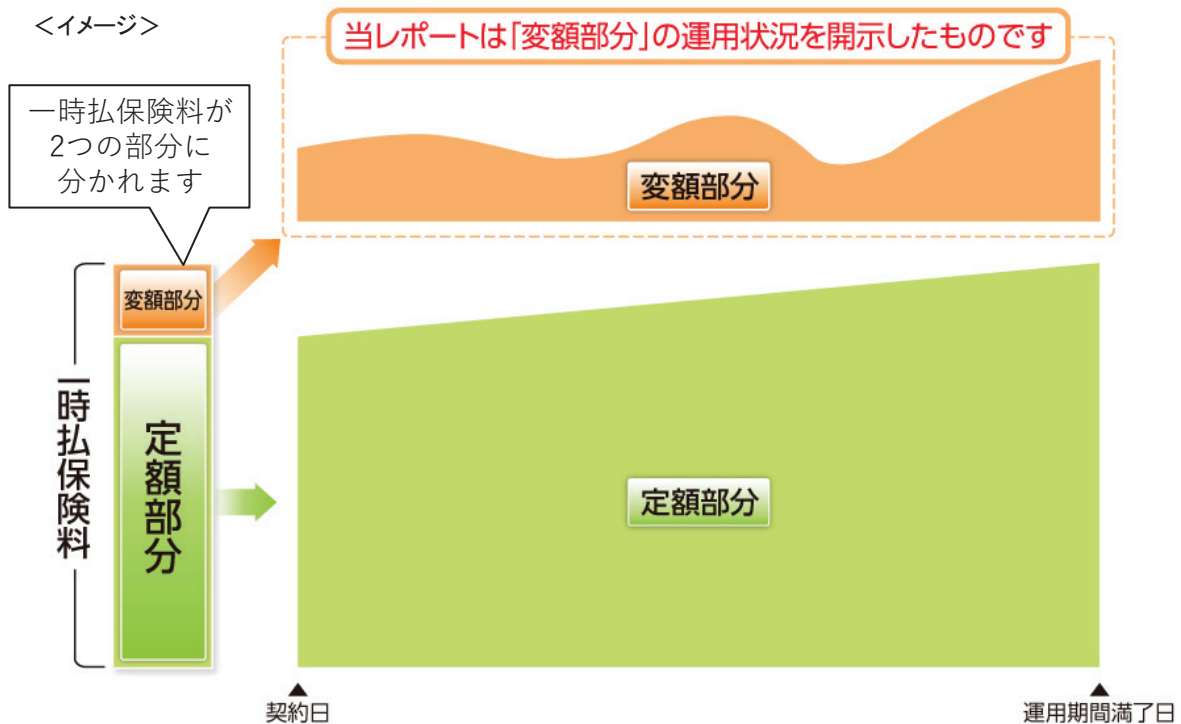 ＜イメージ＞
当レポートは「変額部分」の運用状況を開示したものです
一時払保険料が
2つの部分に
分かれます
変額部分
変額部分
一時払保険料
定額部分
定額部分
▲
契約日
▲
運用期間満了日